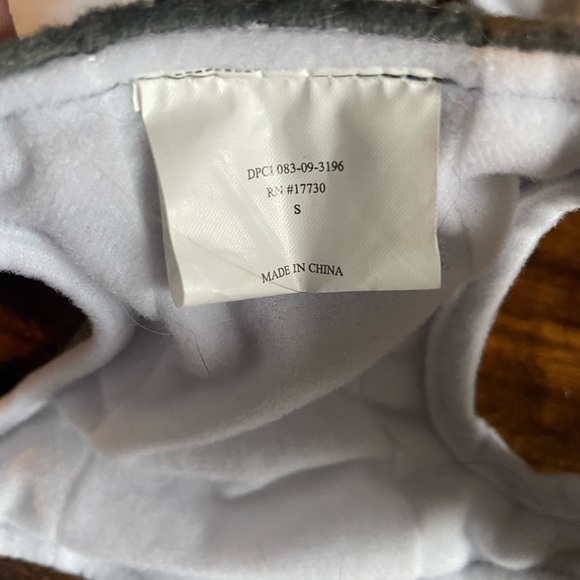 DPCI 083-09-3196
RN #17730
S
MADE IN CHINA